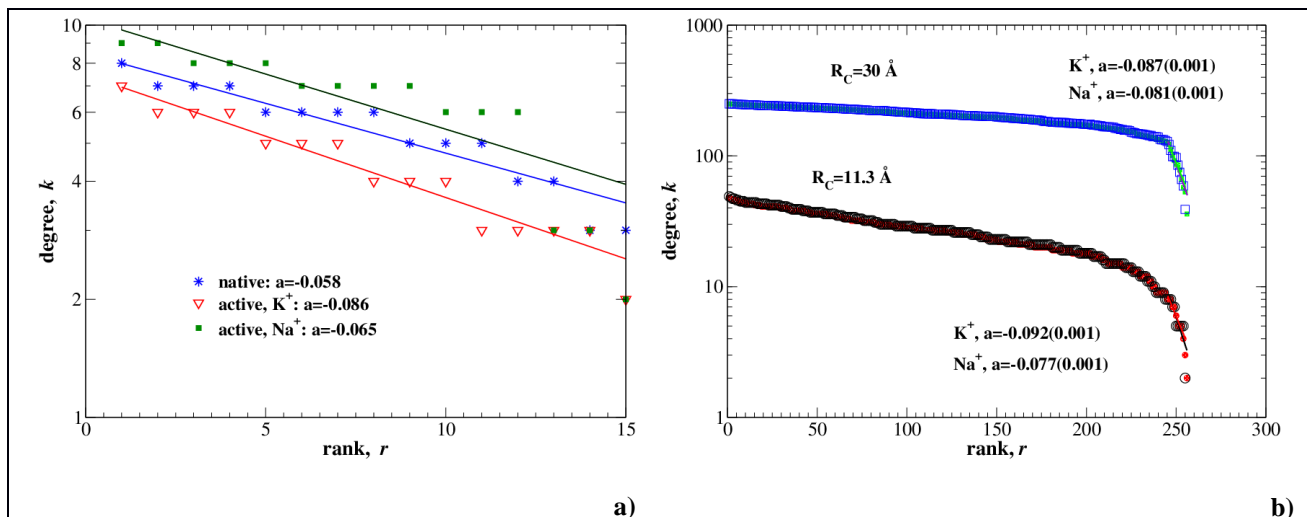 10
8
6
4
2
1
degree, k
0
5
10
15
rank, r
native: a=-0.058
active, K+: a=-0.086
active, Na+: a=-0.065
a)
1000
100
10
1
degree, k
RC=30 Å
K+, a=-0.087(0.001)
Na+, a=-0.081(0.001)
RC=11.3 Å
K+, a=-0.092(0.001)
Na+, a=-0.077(0.001)
0
50
100
150
200
250
300
rank, r
b)